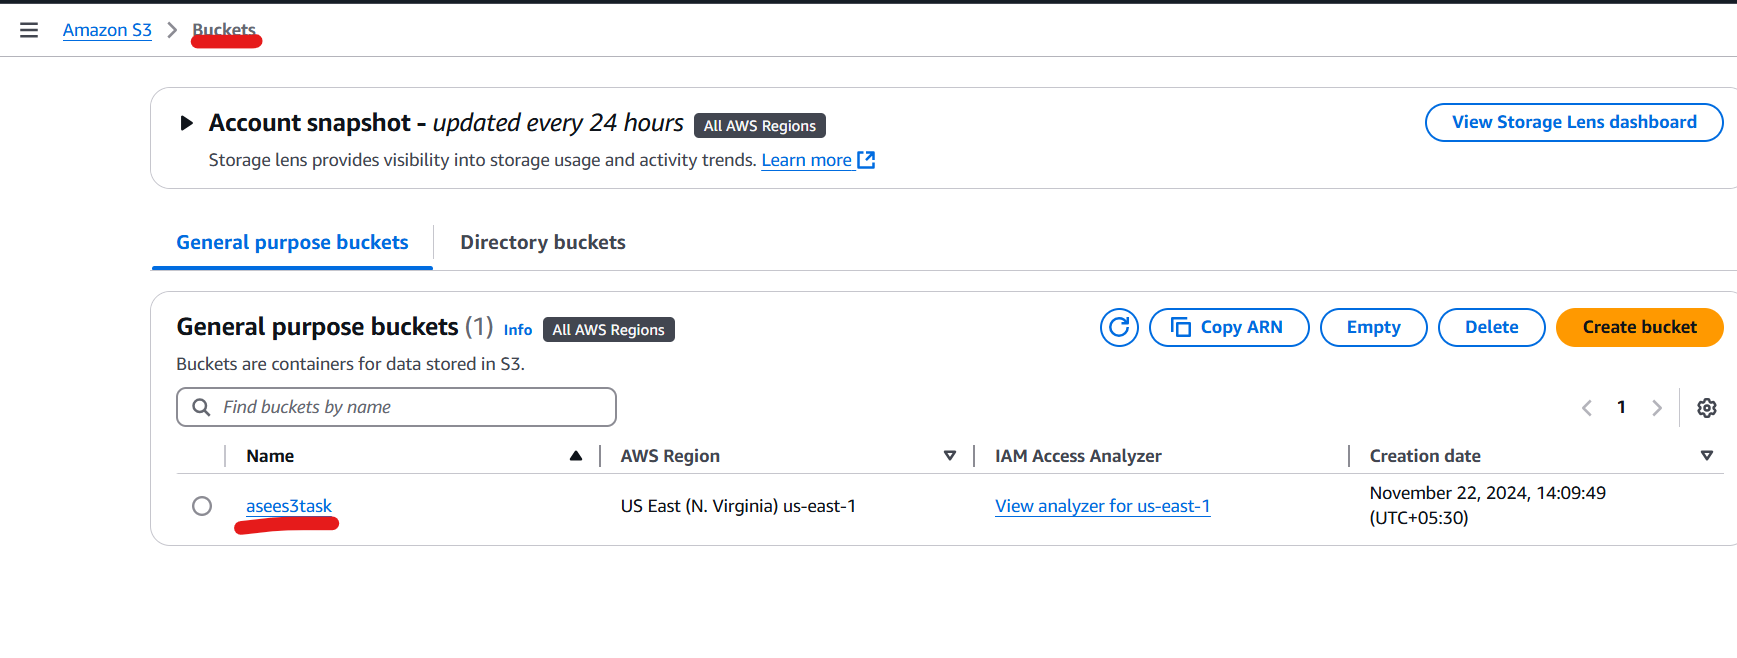 Amazon S3 > Buckets
Account snapshot - updated every 24 hours All AWS Regions
View Storage Lens dashboard
Storage lens provides visibility into storage usage and activity trends. Learn more
General purpose buckets
Directory buckets
General purpose buckets (1) Info All AWS Regions
Copy ARN
Empty
Delete
Create bucket
Buckets are containers for data stored in S3.
Find buckets by name
1
Name
AWS Region
IAM Access Analyzer
Creation date
asees3task
US East (N. Virginia) us-east-1
View analyzer for us-east-1
November 22, 2024, 14:09:49
(UTC+05:30)